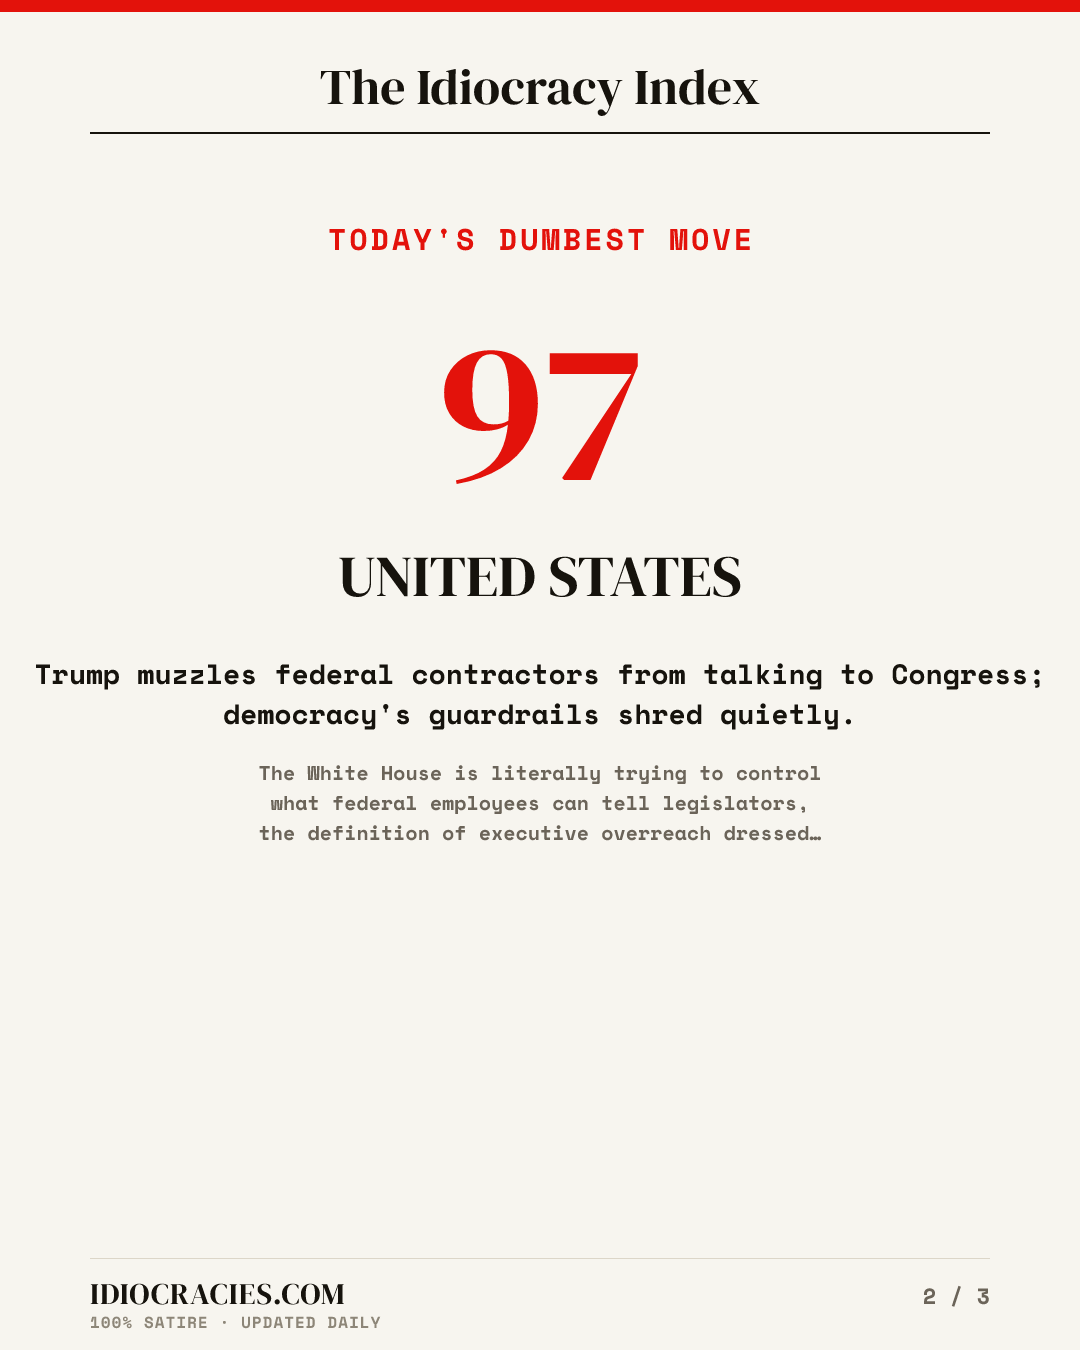 The Idiocracy Index
TODAY'S DUMBEST MOVE
97
UNITED STATES
Trump muzzles federal contractors from talking to Congress;
democracy's guardrails shred quietly.
The White House is literally trying to control
what federal employees can tell legislators,
the definition of executive overreach dressed…
IDIOCRACIES.COM
2 / 3
100% SATIRE · UPDATED DAILY